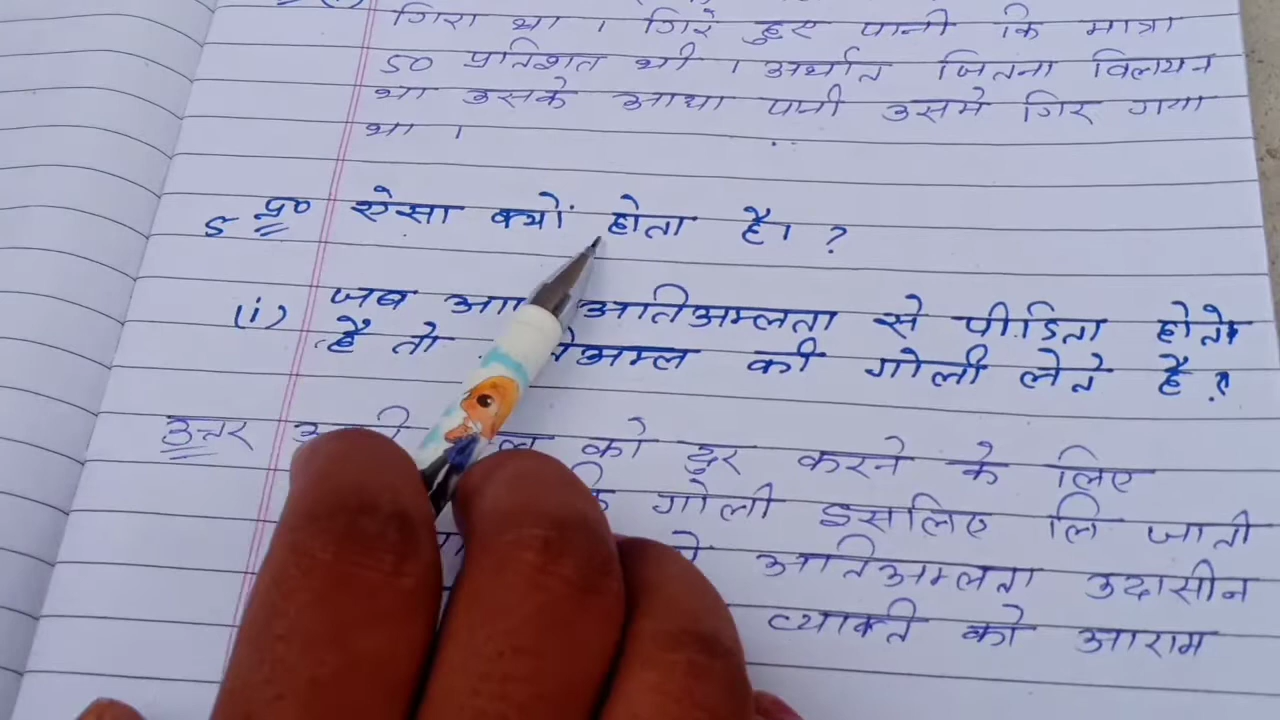 गिरा था । गिरे हुए पानी कि मात्रा
50 प्रतिशत थी । अर्थात जितना विलयन
था उसके आधा पानी उसमे गिर गया
था ।
5 प्र० ऐसा क्यों होता है। ?
(i) जब आप अतिअम्लता से पीडिता होते
है तो अम्ल की गोली लेते है ?
उत्तर को दुर करने के लिए
गोली इसलिए लि जाती
अतिअम्लता उदासीन
व्याक्ति को आराम